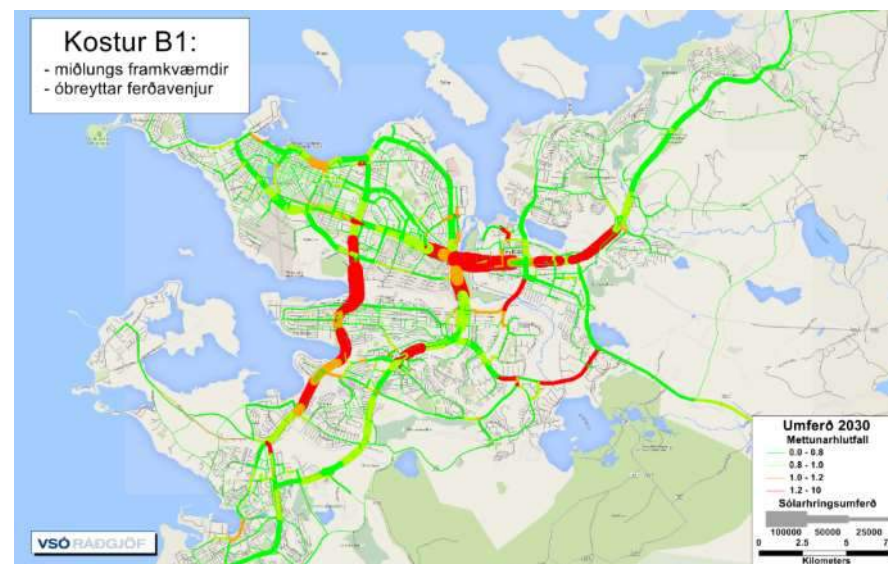 Kostur B1:
- miðlungs framkvæmdir
- óbreyttar ferðavenjur
Umferð 2030
Mettunarhlutfall
0.0 - 0.8
0.8 - 1.0
1.0 - 1.2
1.2 - 10
Sólarhringsumferð
100000 50000 25000
0 2.5 5
Kilometers
VSÓ RÁÐGJÖF